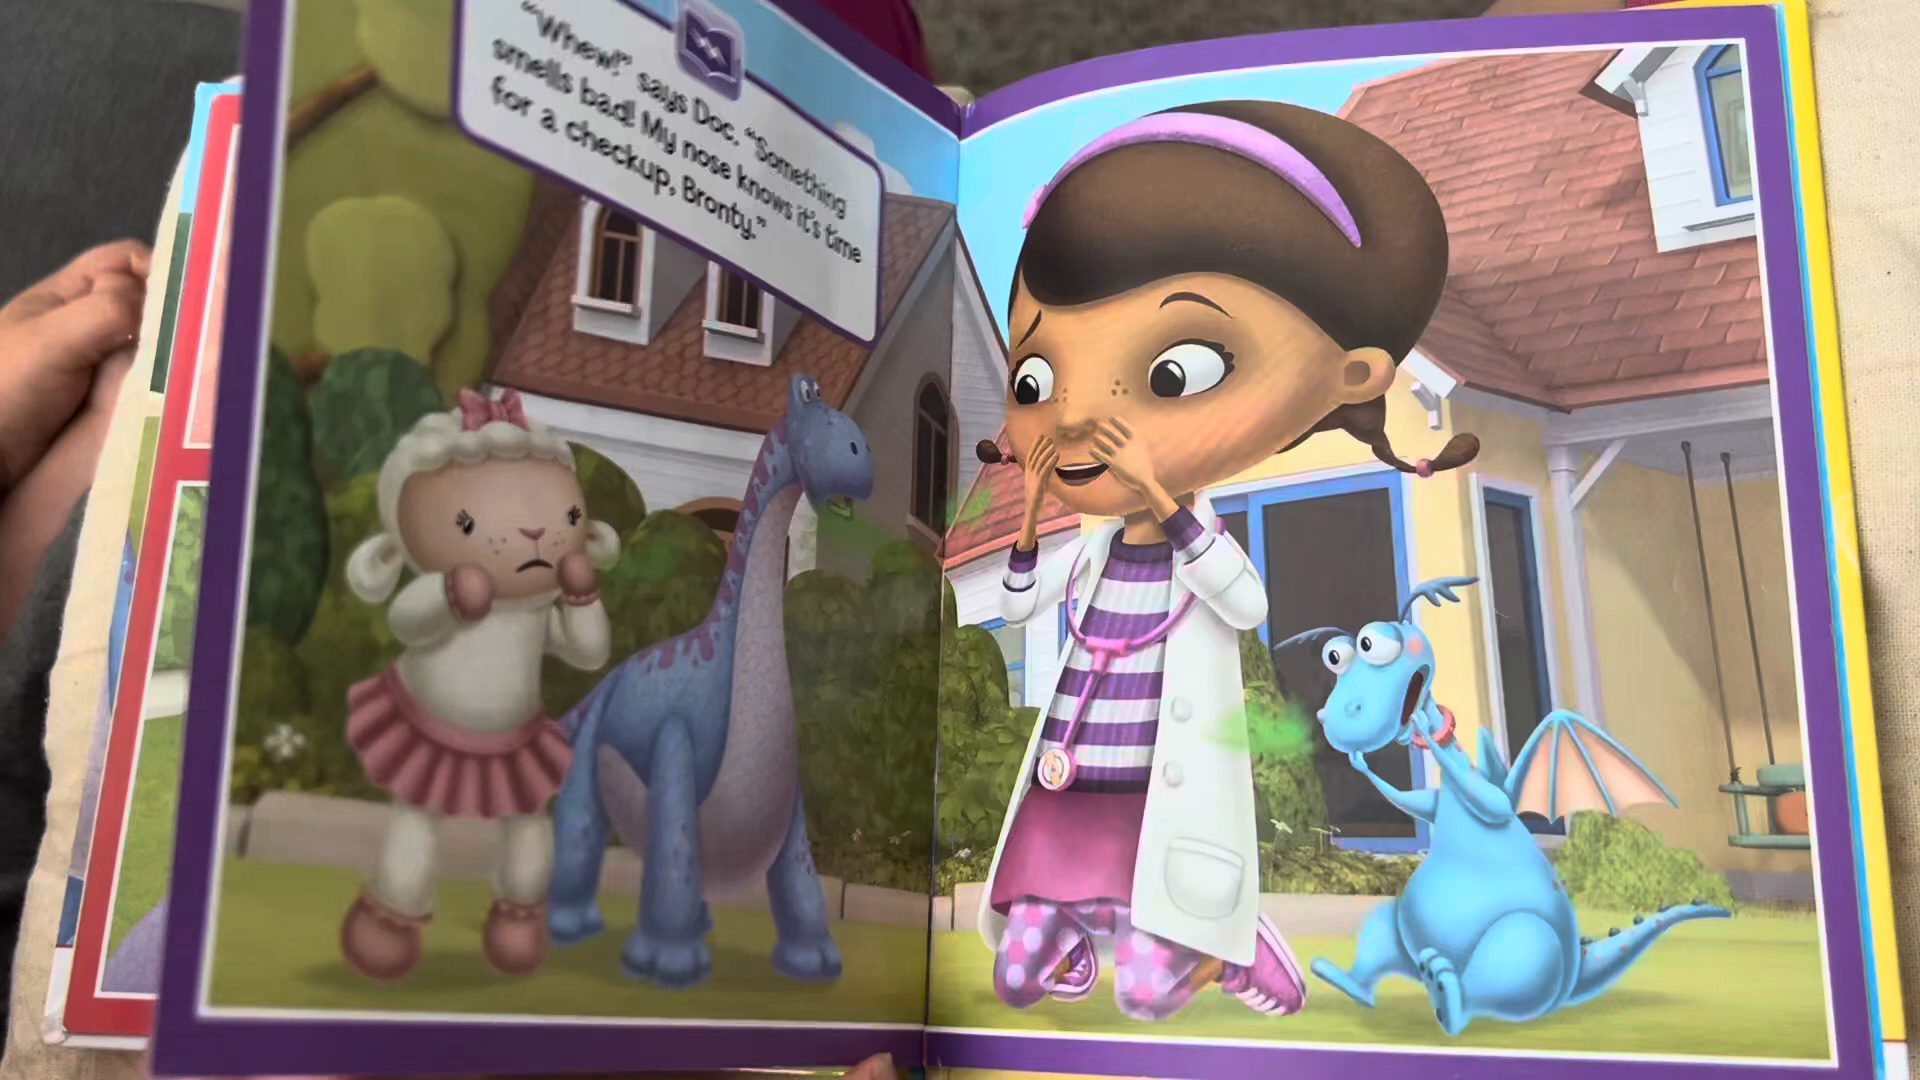 "Whew!" says Doc. "Something
smells bad! My nose knows it's time
for a checkup, Bronty."